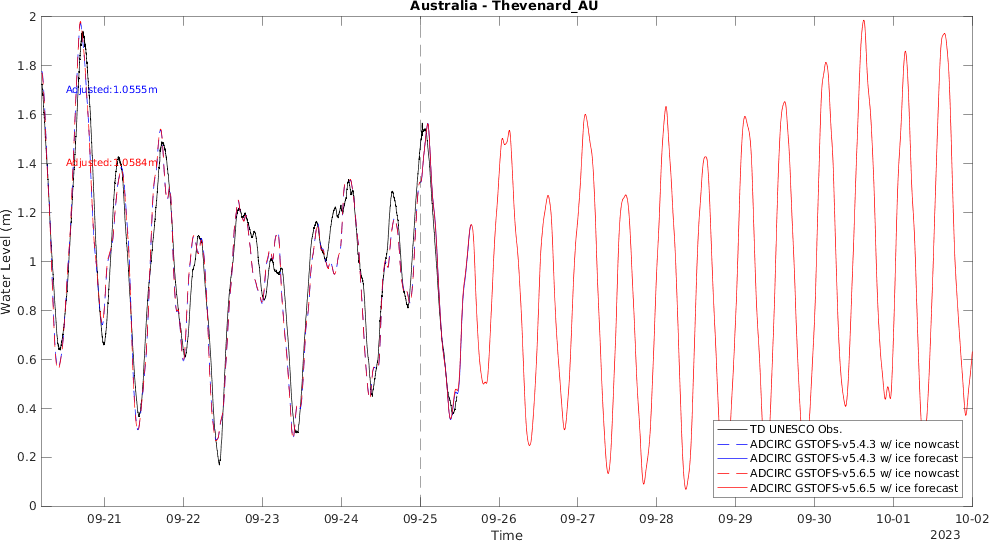 Australia - Thevenard_AU
2
1.8
1.6
1.4
1.2
1
0.8
0.6
0.4
0.2
0
Water Level (m)
Adjusted:1.0555m
Adjusted:1.0584m
TD UNESCO Obs.
ADCIRC GSTOFS-v5.4.3 w/ ice nowcast
ADCIRC GSTOFS-v5.4.3 w/ ice forecast
ADCIRC GSTOFS-v5.6.5 w/ ice nowcast
ADCIRC GSTOFS-v5.6.5 w/ ice forecast
09-21 09-22 09-23 09-24 09-25 09-26 09-27 09-28 09-29 09-30 10-01 10-02
Time 2023